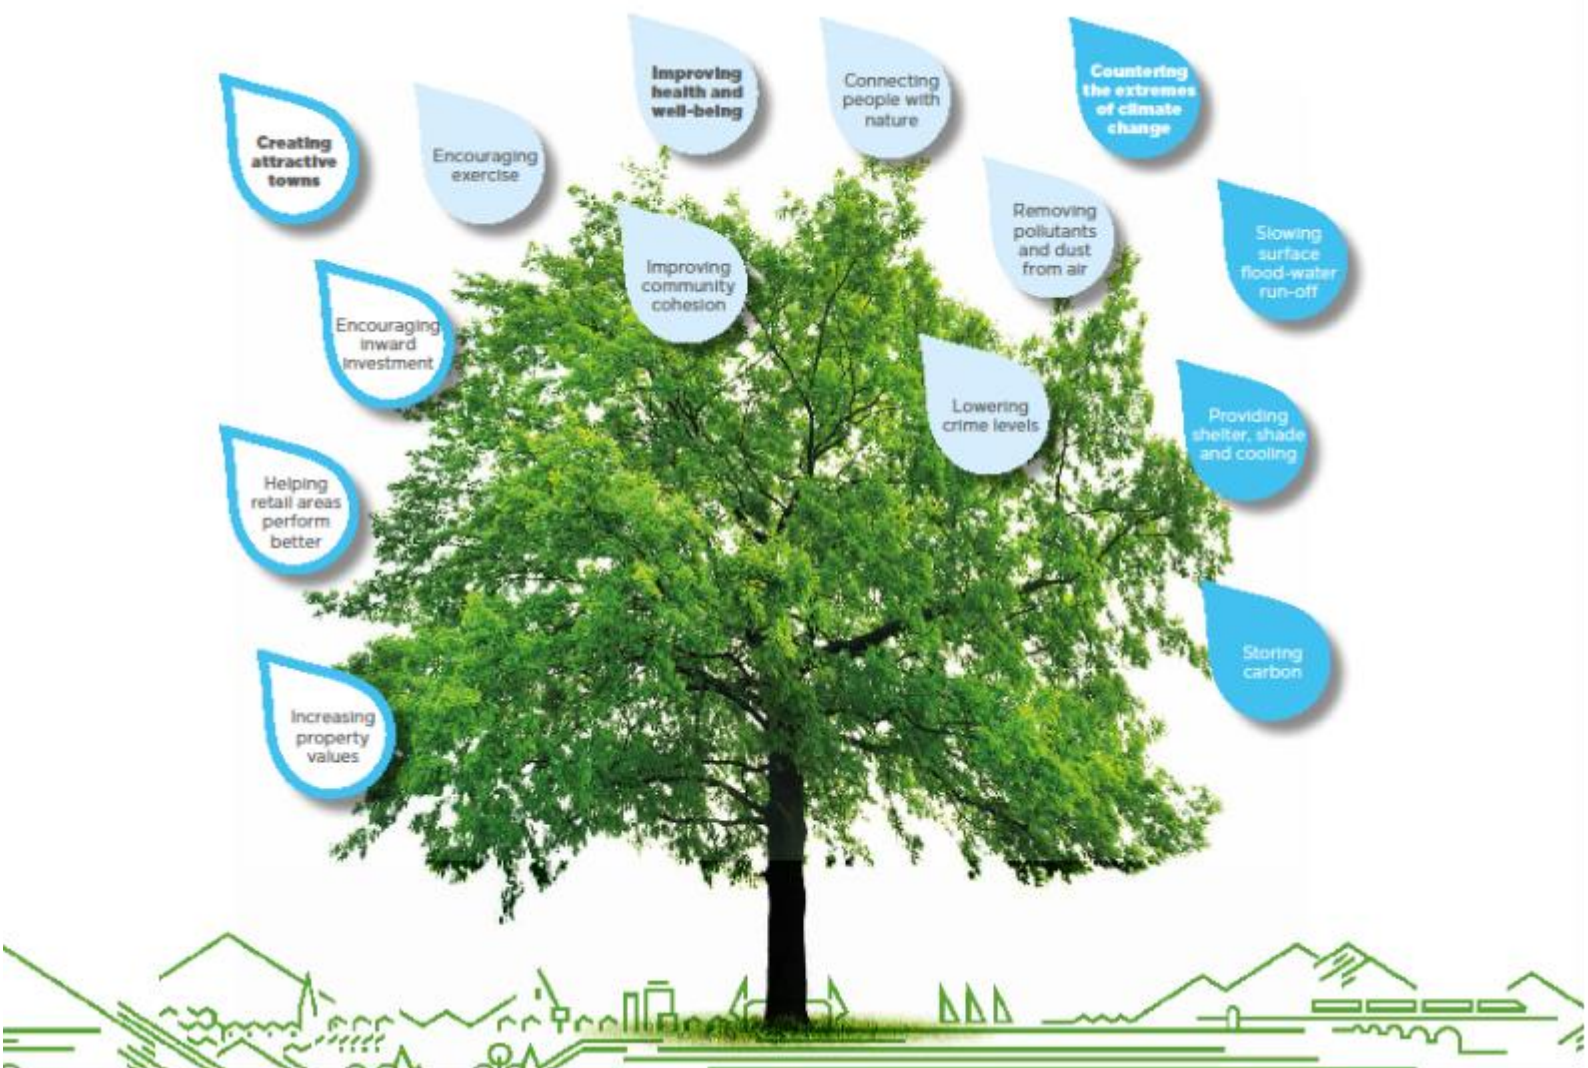 Creating
attractive
towns
Encouraging
exercise
Improving
health and
well-being
Connecting
people with
nature
Countering
the extremes
of climate
change
Encouraging
inward
investment
Improving
community
cohesion
Removing
pollutants
and dust
from air
Slowing
surface
flood-water
run-off
Helping
retail areas
perform
better
Lowering
crime levels
Providing
shelter, shade
and cooling
Increasing
property
values
Storing
carbon